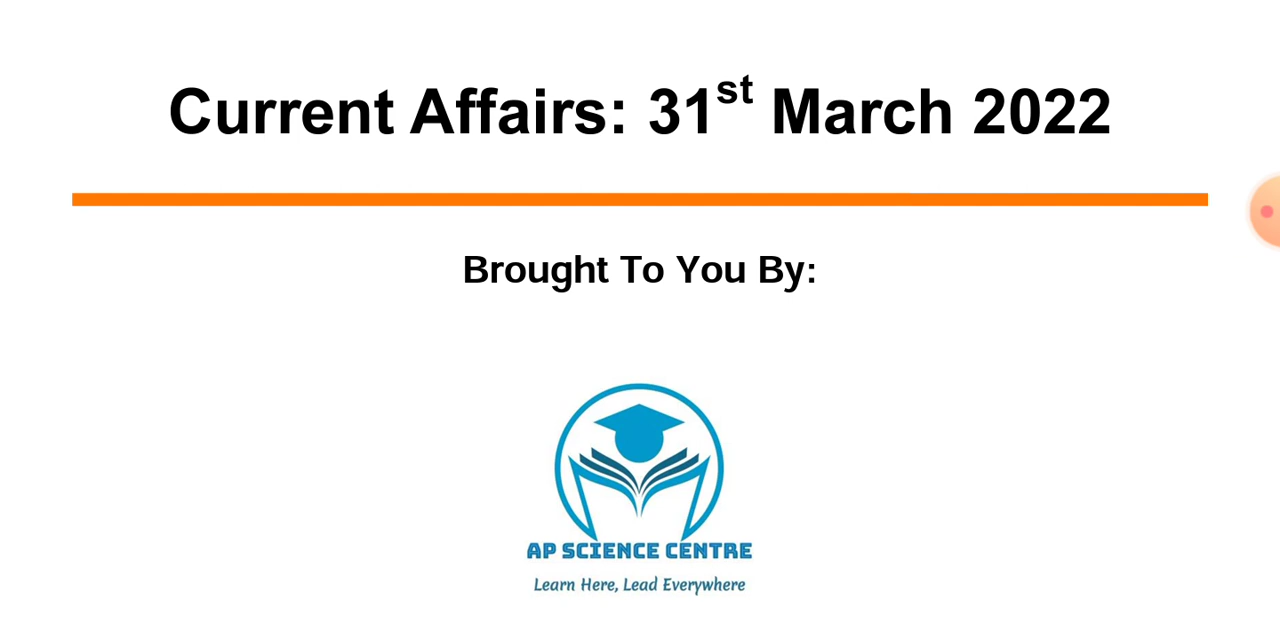 Current Affairs: 31st March 2022
Brought To You By:
AP SCIENCE CENTRE
Learn Here, Lead Everywhere